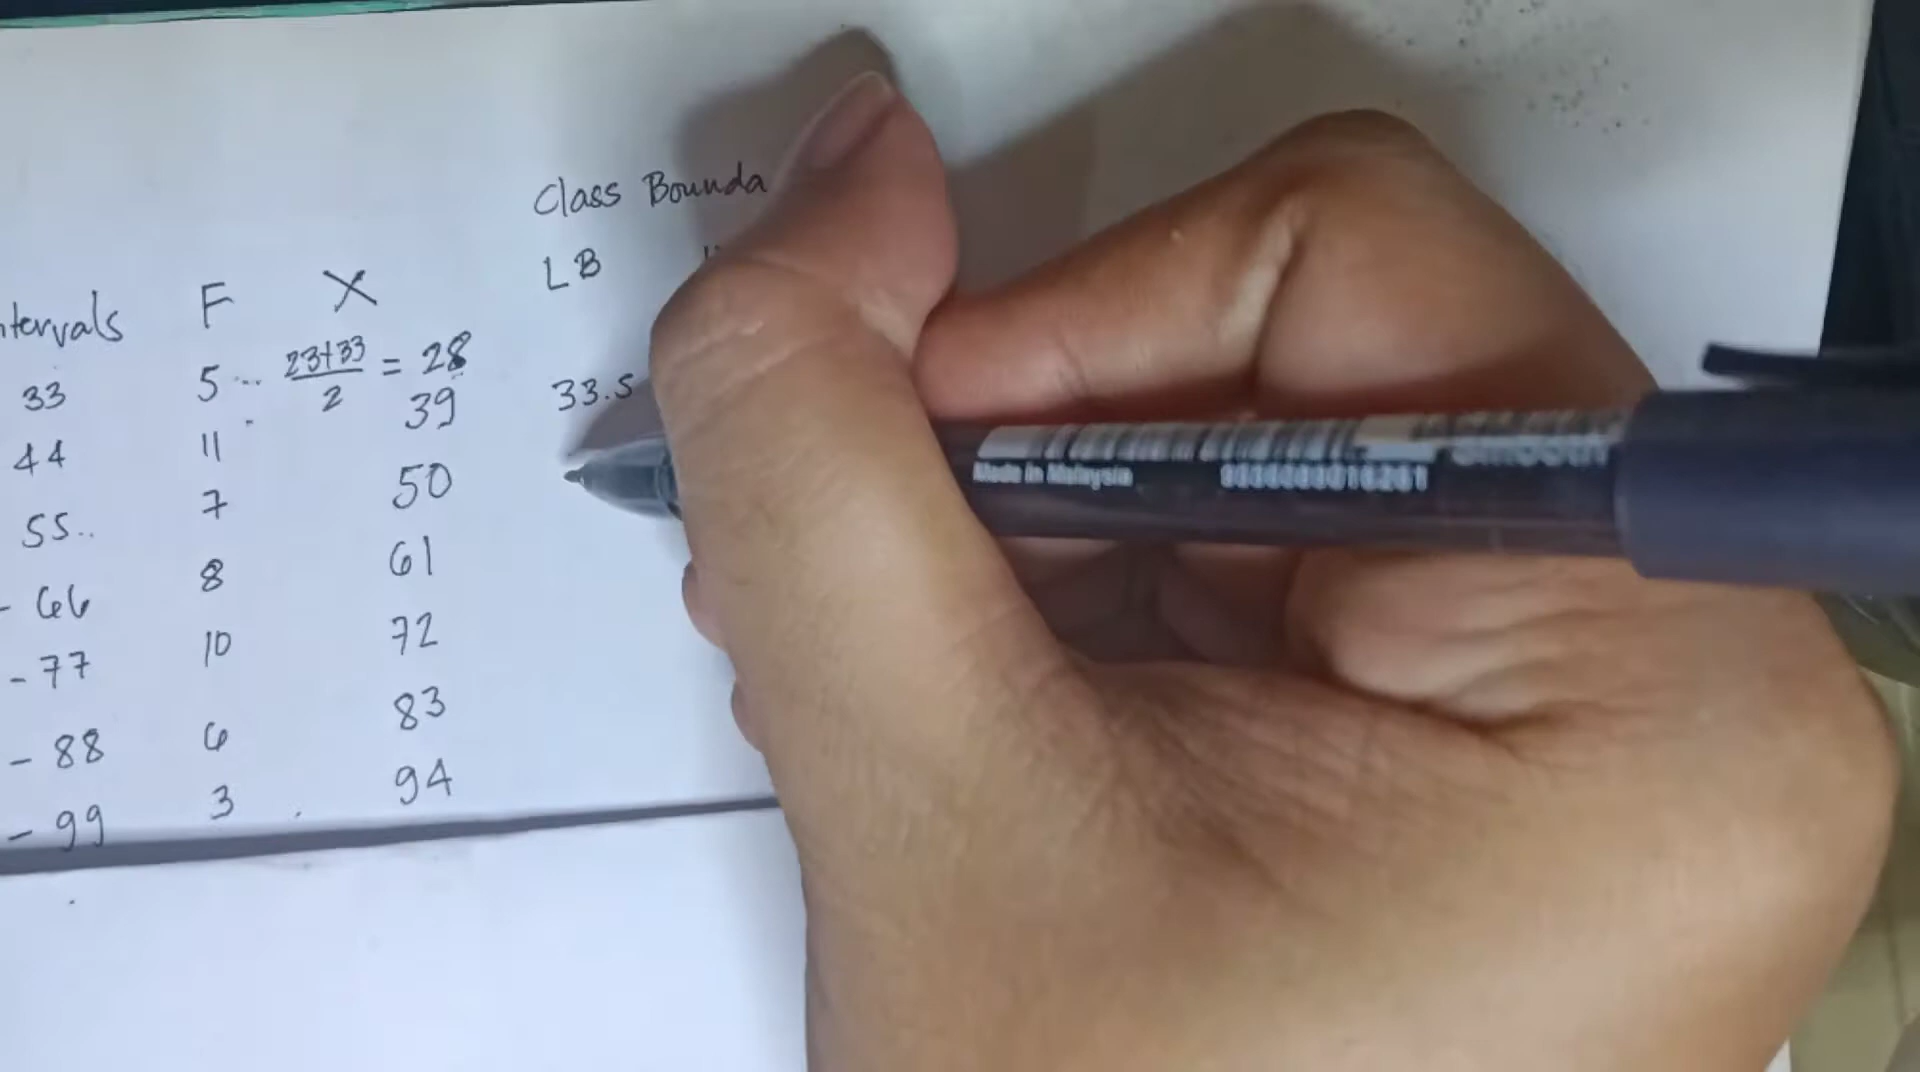 Class Bounda
LB
ntervals F X
33 5... 23+33/2 = 28
44 11 39 33.5
55.. 7 50
- 66 8 61
- 77 10 72
- 88 6 83
- 99 3 94
Made in Malaysia